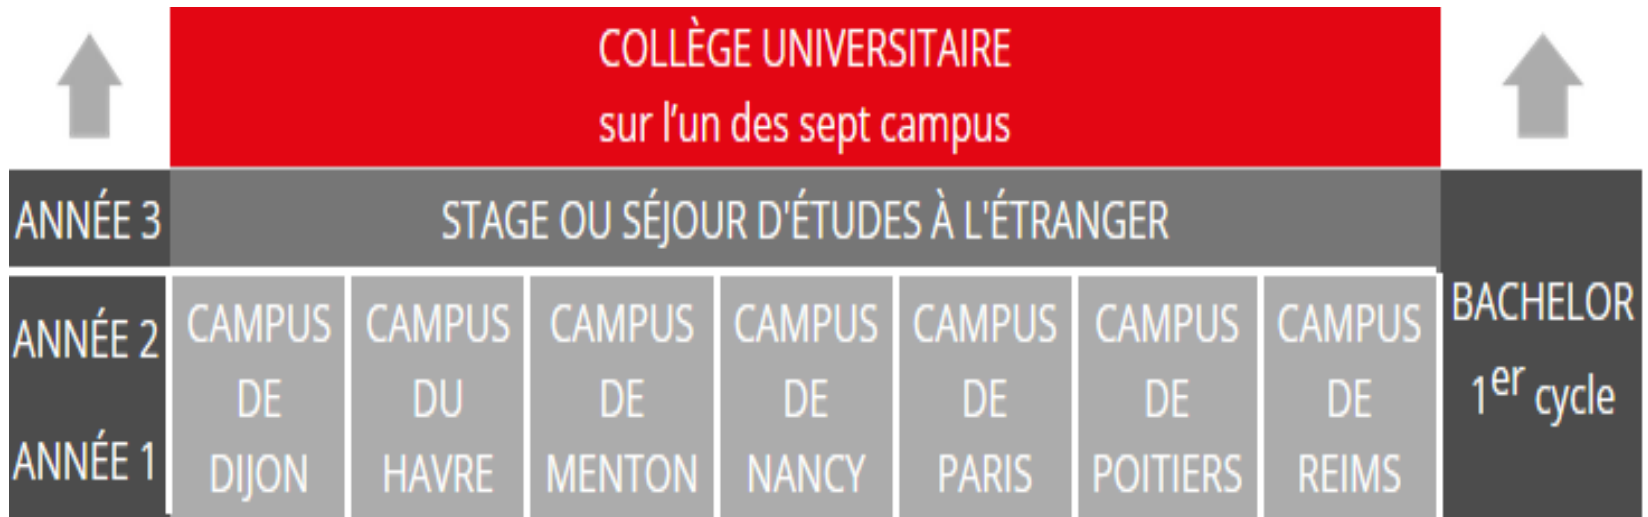 COLLÈGE UNIVERSITAIRE
sur l'un des sept campus
ANNÉE 3
STAGE OU SÉJOUR D'ÉTUDES À L'ÉTRANGER
ANNÉE 2
ANNÉE 1
CAMPUS
DE
DIJON
CAMPUS
DU
HAVRE
CAMPUS
DE
MENTON
CAMPUS
DE
NANCY
CAMPUS
DE
PARIS
CAMPUS
DE
POITIERS
CAMPUS
DE
REIMS
BACHELOR
1er cycle